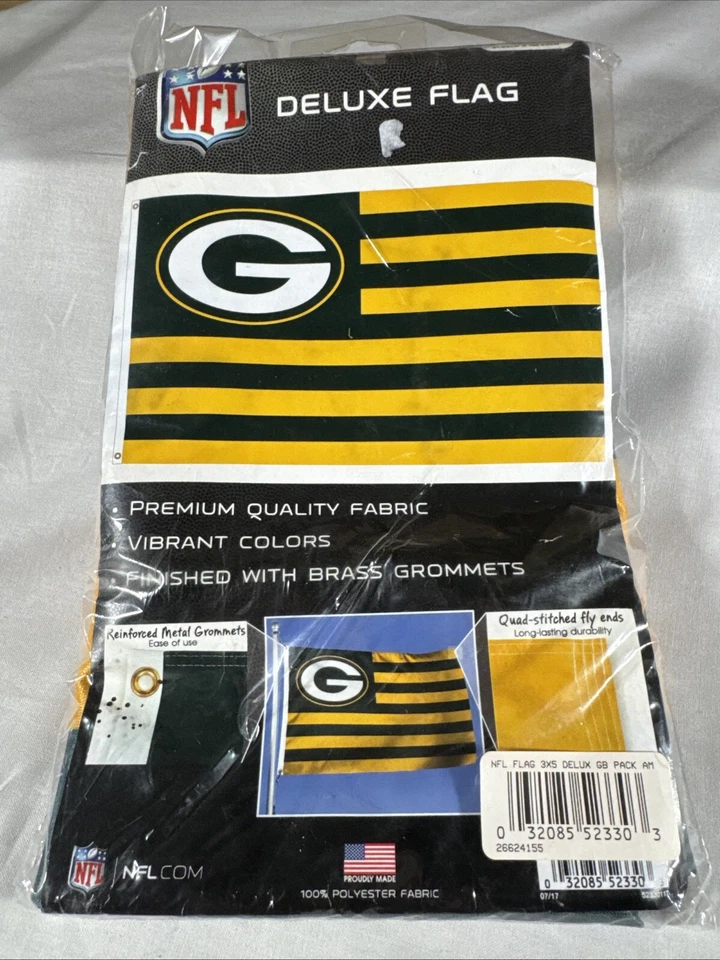 NFL
DELUXE FLAG
G
• PREMIUM QUALITY FABRIC
• VIBRANT COLORS
• FINISHED WITH BRASS GROMMETS
Reinforced Metal Grommets
Ease of use
Quad-stitched fly ends
Long-lasting durability
G
NFL FLAG 3X5 DELUX GB PACK AM
0 32085 52330 3
26624155
NFL
NFL.COM
PROUDLY MADE
100% POLYESTER FABRIC
0 32085 52330 3
07/17